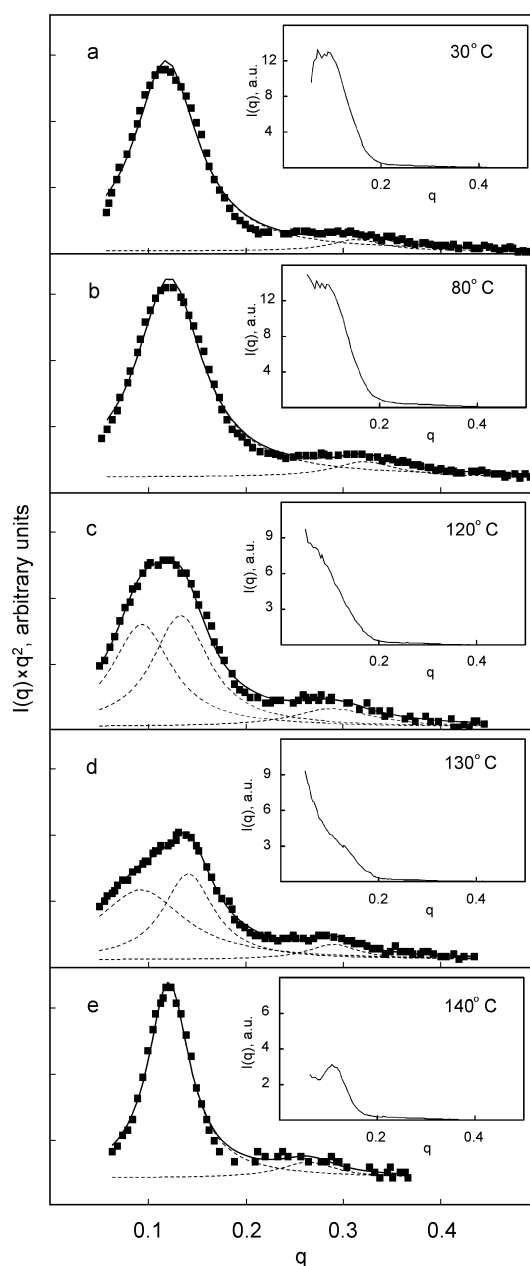 I(q)×q², arbitrary units
a
30° C
I(q), a.u.
12
8
4
0.2
0.4
q
b
80° C
I(q), a.u.
12
8
4
0.2
0.4
q
c
120° C
I(q), a.u.
9
6
3
0.2
0.4
q
d
130° C
I(q), a.u.
9
6
3
0.2
0.4
q
e
140° C
I(q), a.u.
6
4
2
0.2
0.4
q
0.1 0.2 0.3 0.4
q